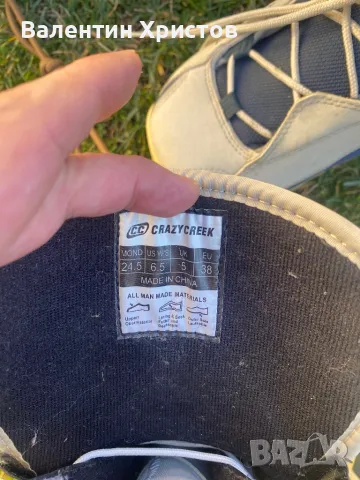 Валентин Христов
CC CRAZYCREEK
MOND US W'S UK EU
24.5 6.5 5 38
MADE IN CHINA
ALL MAN MADE MATERIALS
BAZAR